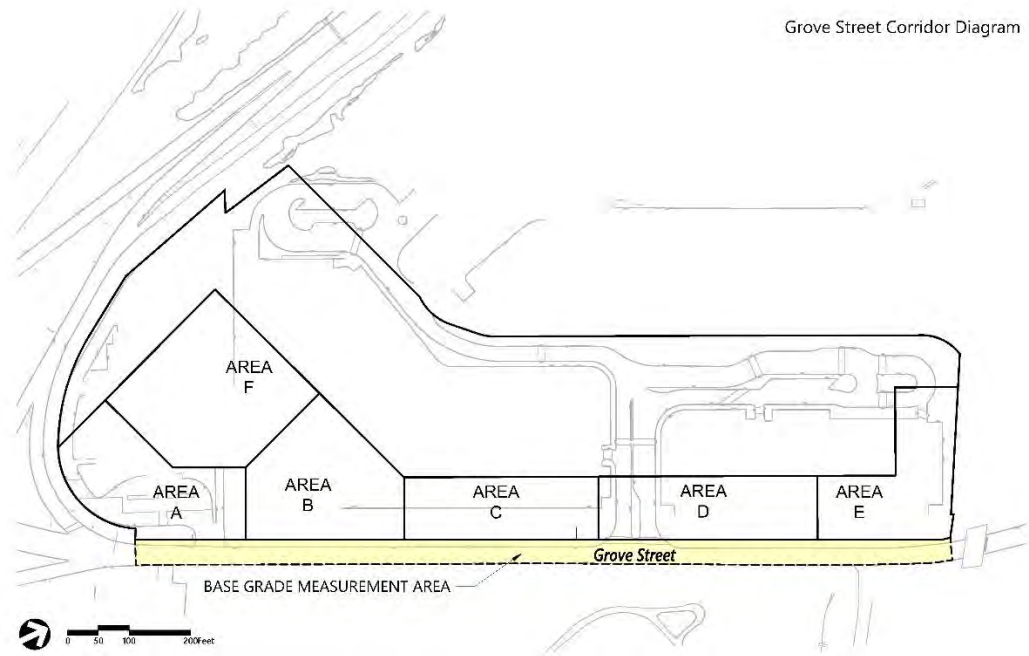 Grove Street Corridor Diagram
AREA
F
AREA
A
AREA
B
AREA
C
AREA
D
AREA
E
Grove Street
BASE GRADE MEASUREMENT AREA
0 50 100 200Feet